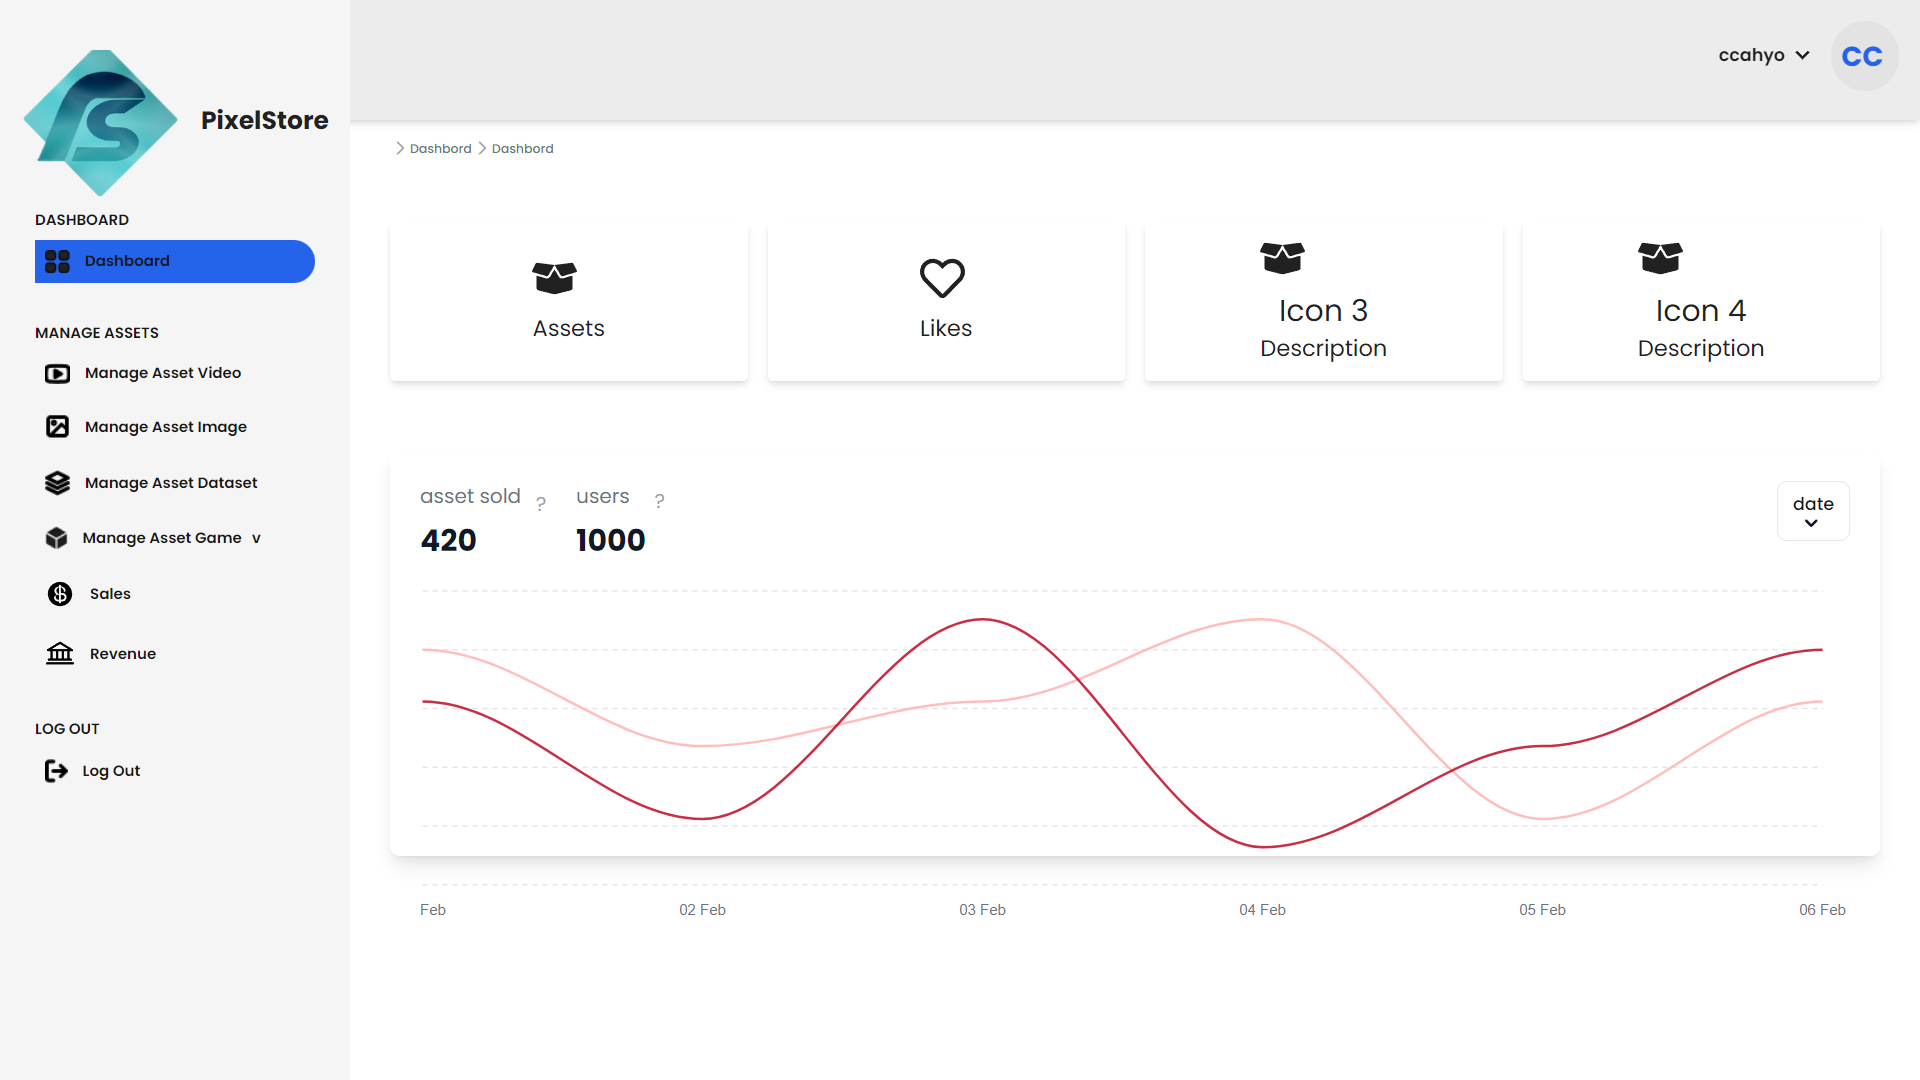 PixelStore
ccahyo
CC
DASHBOARD
Dashboard
MANAGE ASSETS
Manage Asset Video
Manage Asset Image
Manage Asset Dataset
Manage Asset Game v
Sales
Revenue
LOG OUT
Log Out
Dashbord Dashbord
Assets
Likes
Icon 3
Description
Icon 4
Description
asset sold ?
420
users ?
1000
date
Feb 02 Feb 03 Feb 04 Feb 05 Feb 06 Feb